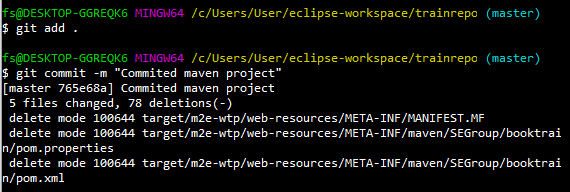 fs@DESKTOP-GGREQK6 MINGW64 /c/Users/User/eclipse-workspace/trainrepo (master)
$ git add .
fs@DESKTOP-GGREQK6 MINGW64 /c/Users/User/eclipse-workspace/trainrepo (master)
$ git commit -m "Commited maven project"
[master 765e68a] Commited maven project
 5 files changed, 78 deletions(-)
 delete mode 100644 target/m2e-wtp/web-resources/META-INF/MANIFEST.MF
 delete mode 100644 target/m2e-wtp/web-resources/META-INF/maven/SEGroup/booktrai
n/pom.properties
 delete mode 100644 target/m2e-wtp/web-resources/META-INF/maven/SEGroup/booktrai
n/pom.xml